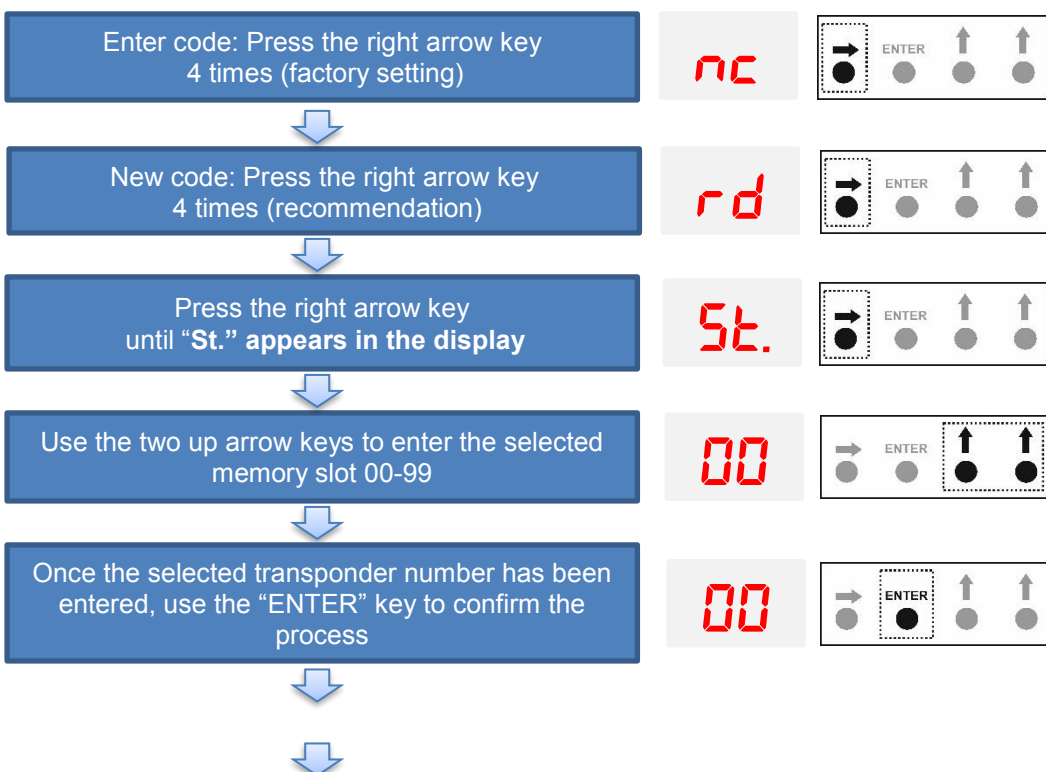 Enter code: Press the right arrow key
4 times (factory setting)
nc
ENTER
New code: Press the right arrow key
4 times (recommendation)
rd
ENTER
Press the right arrow key
until “St.” appears in the display
St.
ENTER
Use the two up arrow keys to enter the selected
memory slot 00-99
00
ENTER
Once the selected transponder number has been
entered, use the “ENTER” key to confirm the
process
00
ENTER